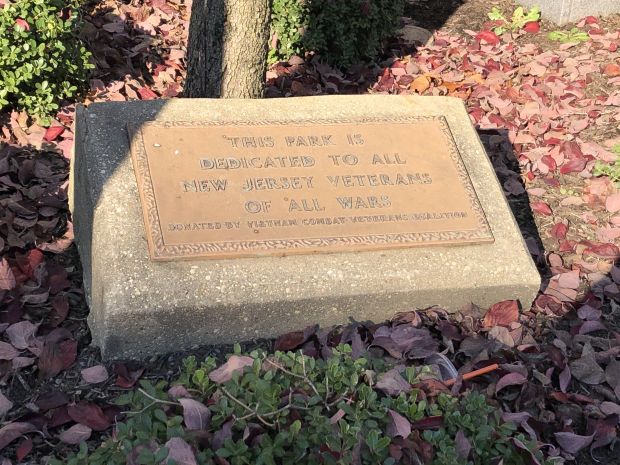 THIS PARK IS
DEDICATED TO ALL
NEW JERSEY VETERANS
OF ALL WARS
DONATED BY VIETNAM COMBAT VETERANS COALITION